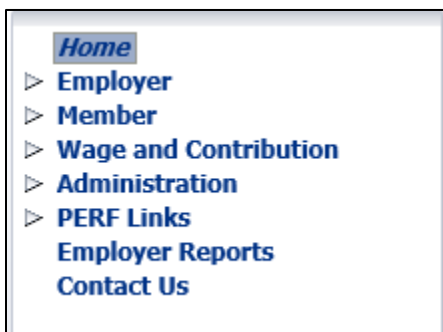 Home
Employer
Member
Wage and Contribution
Administration
PERF Links
Employer Reports
Contact Us